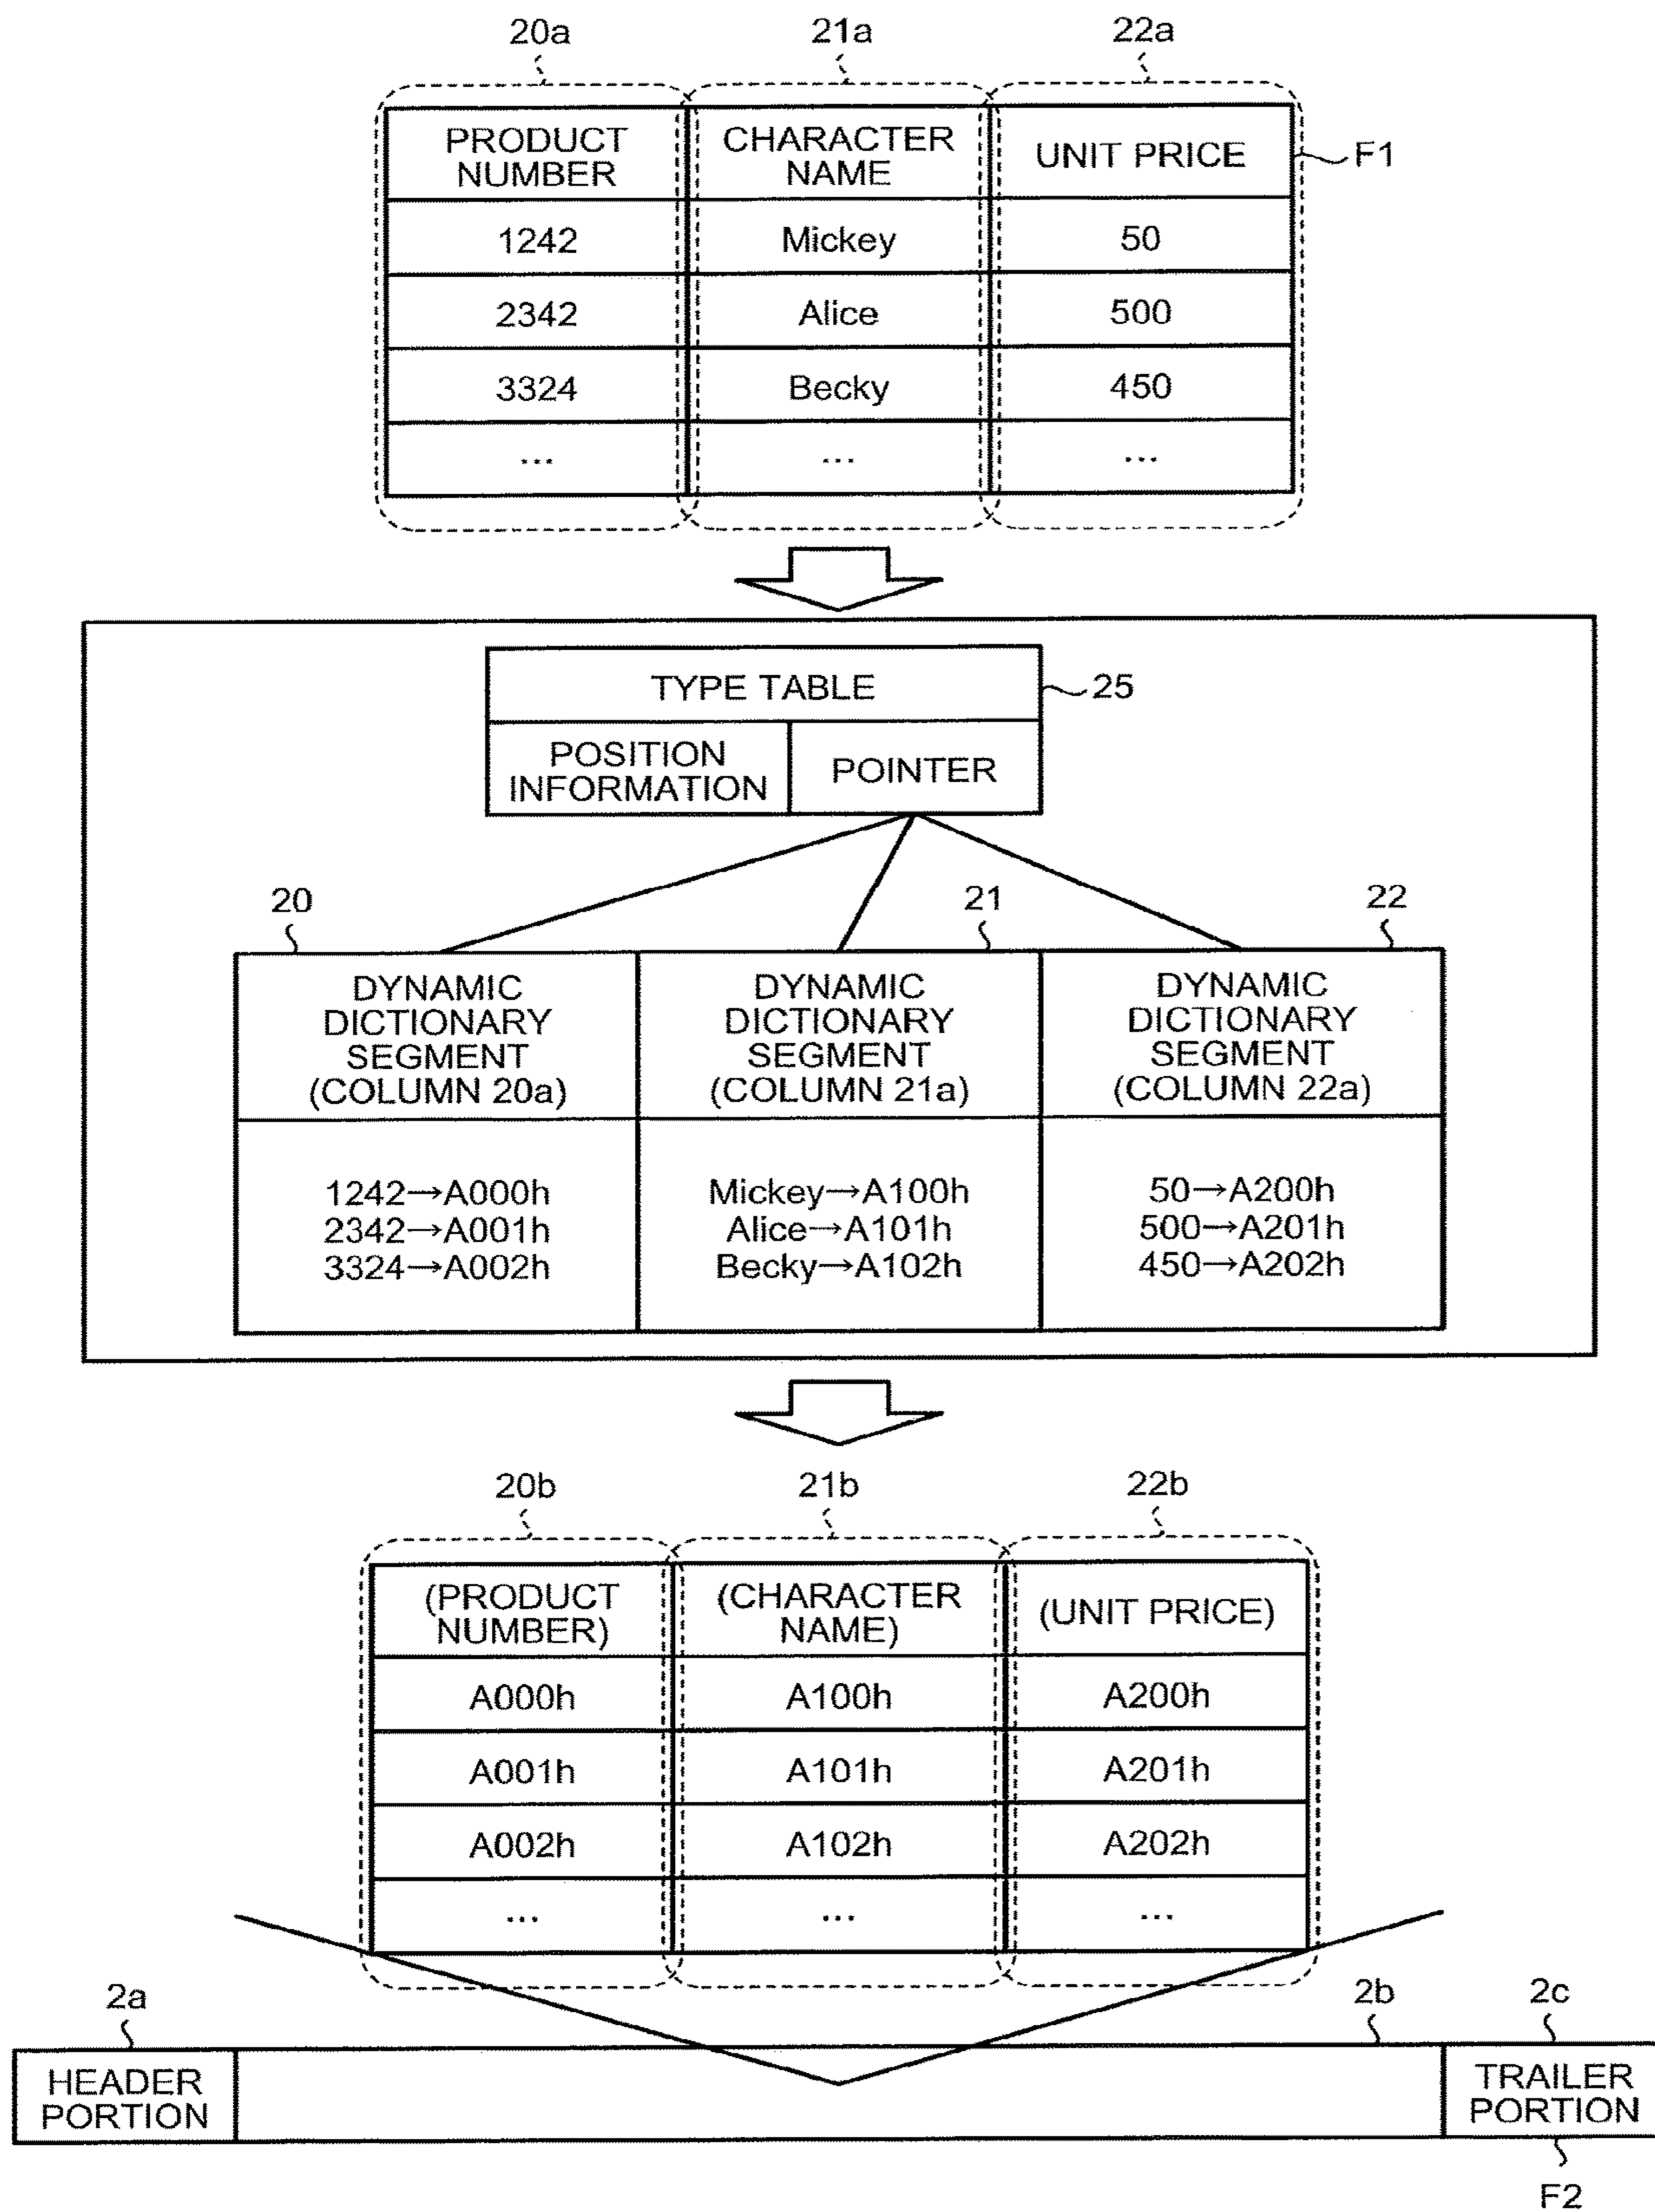 20a 21a 22a
PRODUCT NUMBER CHARACTER NAME UNIT PRICE F1
1242 Mickey 50
2342 Alice 500
3324 Becky 450
... ... ...
TYPE TABLE 25
POSITION INFORMATION POINTER
20 21 22
DYNAMIC DICTIONARY SEGMENT (COLUMN 20a) DYNAMIC DICTIONARY SEGMENT (COLUMN 21a) DYNAMIC DICTIONARY SEGMENT (COLUMN 22a)
1242→A000h Mickey→A100h 50→A200h
2342→A001h Alice→A101h 500→A201h
3324→A002h Becky→A102h 450→A202h
20b 21b 22b
(PRODUCT NUMBER) (CHARACTER NAME) (UNIT PRICE)
A000h A100h A200h
A001h A101h A201h
A002h A102h A202h
... ... ...
2a 2b 2c
HEADER PORTION TRAILER PORTION
F2